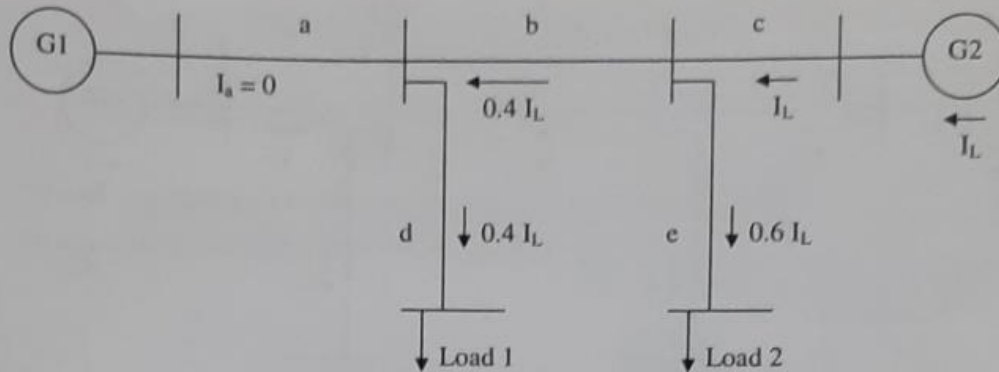 a b c
G1 G2
I_a = 0 0.4 I_L I_L
I_L
d 0.4 I_L e 0.6 I_L
Load 1 Load 2